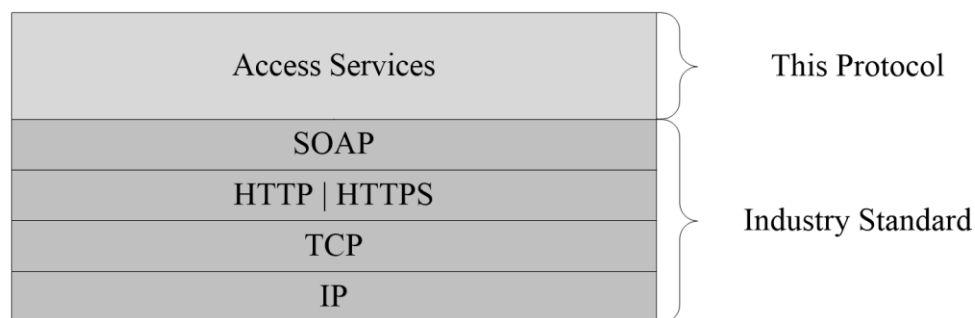 Access Services
This Protocol
SOAP
HTTP | HTTPS
TCP
Industry Standard
IP